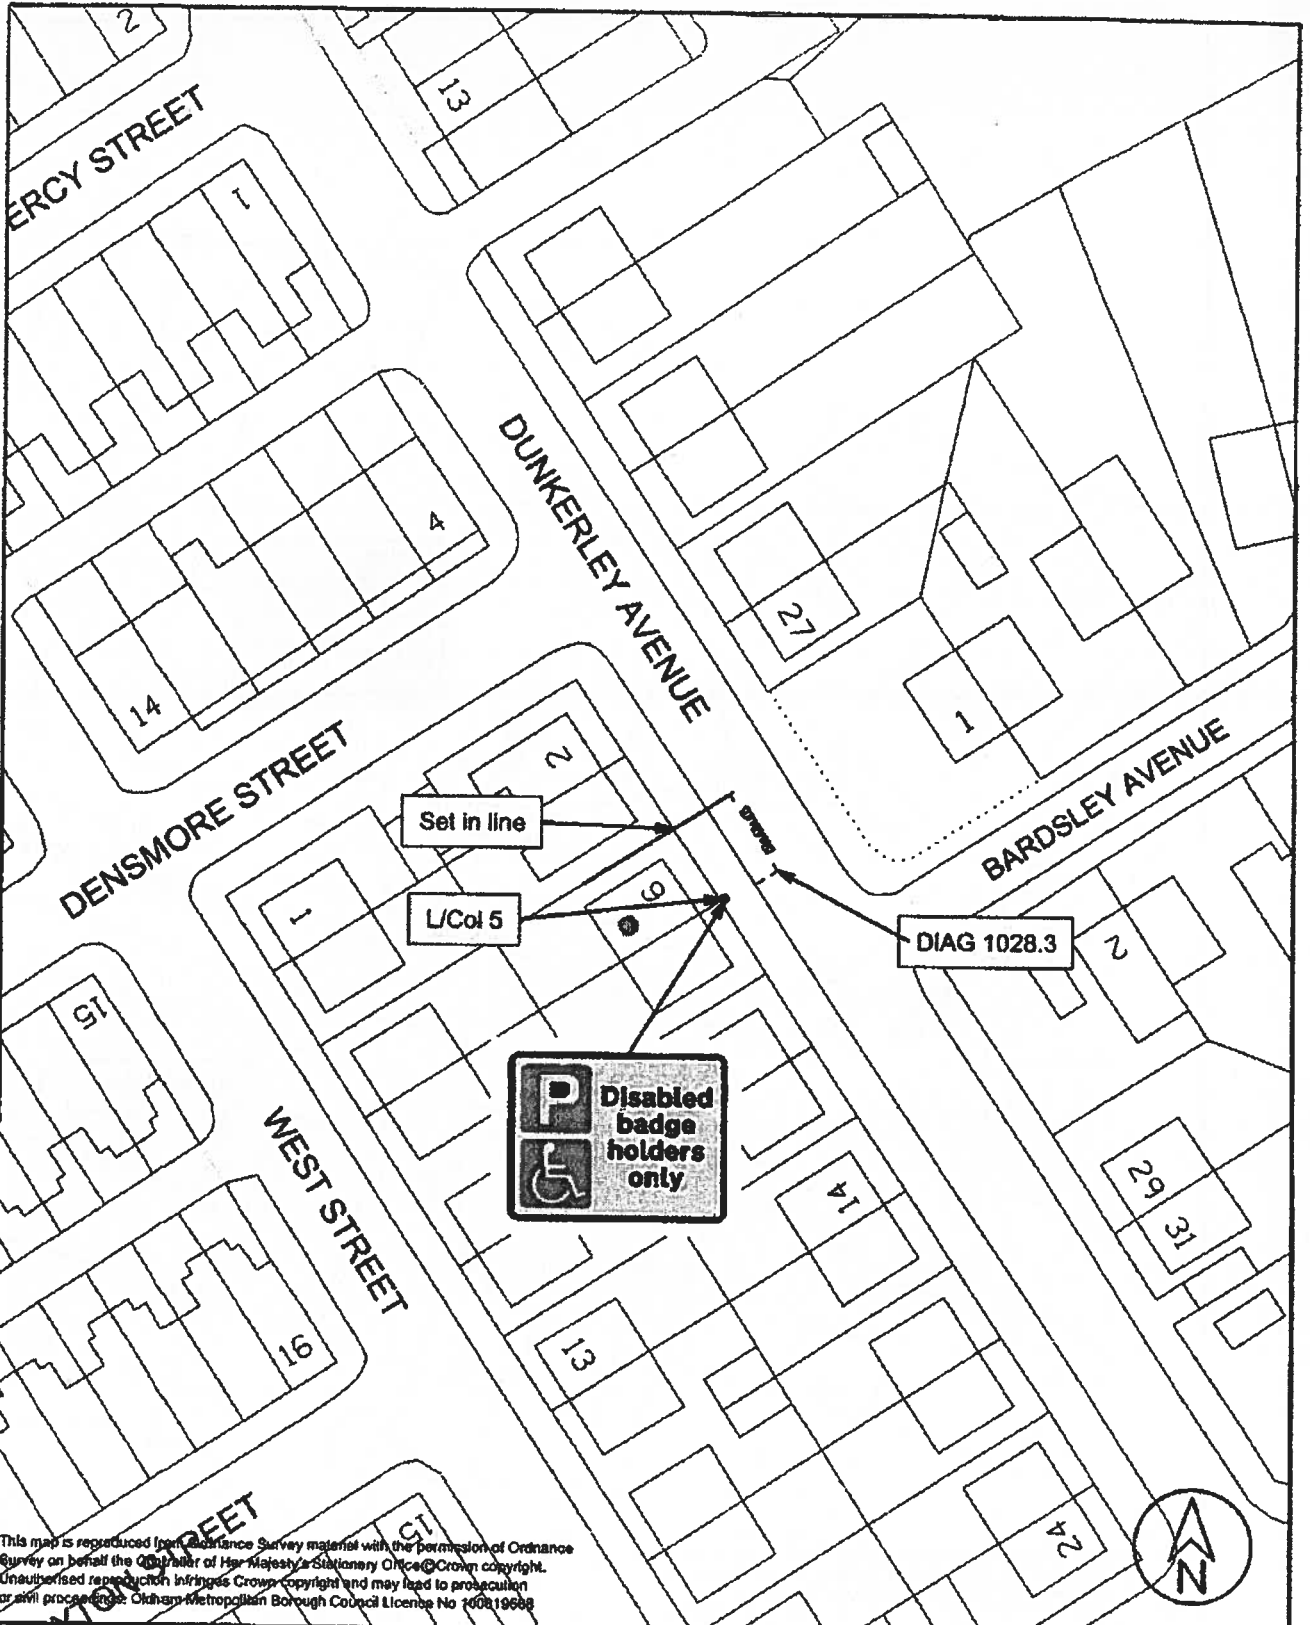 2
13
ERCY STREET
1
DUNKERLEY AVENUE
4
27
14
1
DENSMORE STREET
2
BARDSLEY AVENUE
Set in line
1
9
L/Col 5
DIAG 1028.3
2
15
P Disabled
badge
holders
only
WEST STREET
14
29
31
13
16
15
24
YTON STREET
This map is reproduced from Ordnance Survey material with the permission of Ordnance
Survey on behalf the Controller of Her Majesty's Stationery Office © Crown copyright.
Unauthorised reproduction infringes Crown copyright and may lead to prosecution
or civil proceedings. Oldham Metropolitan Borough Council Licence No
N